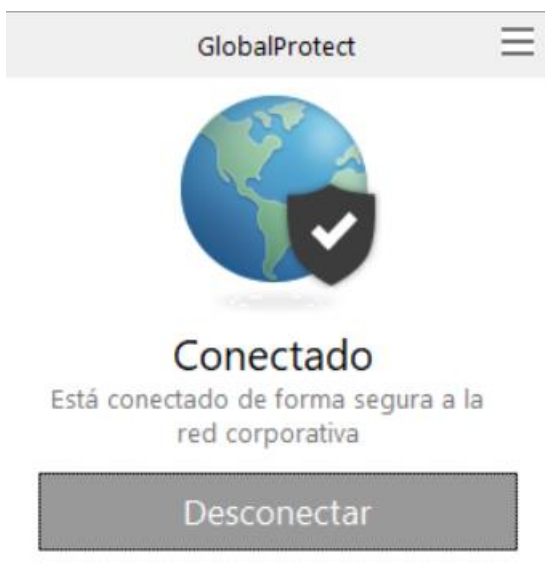 GlobalProtect
Conectado
Está conectado de forma segura a la
red corporativa
Desconectar